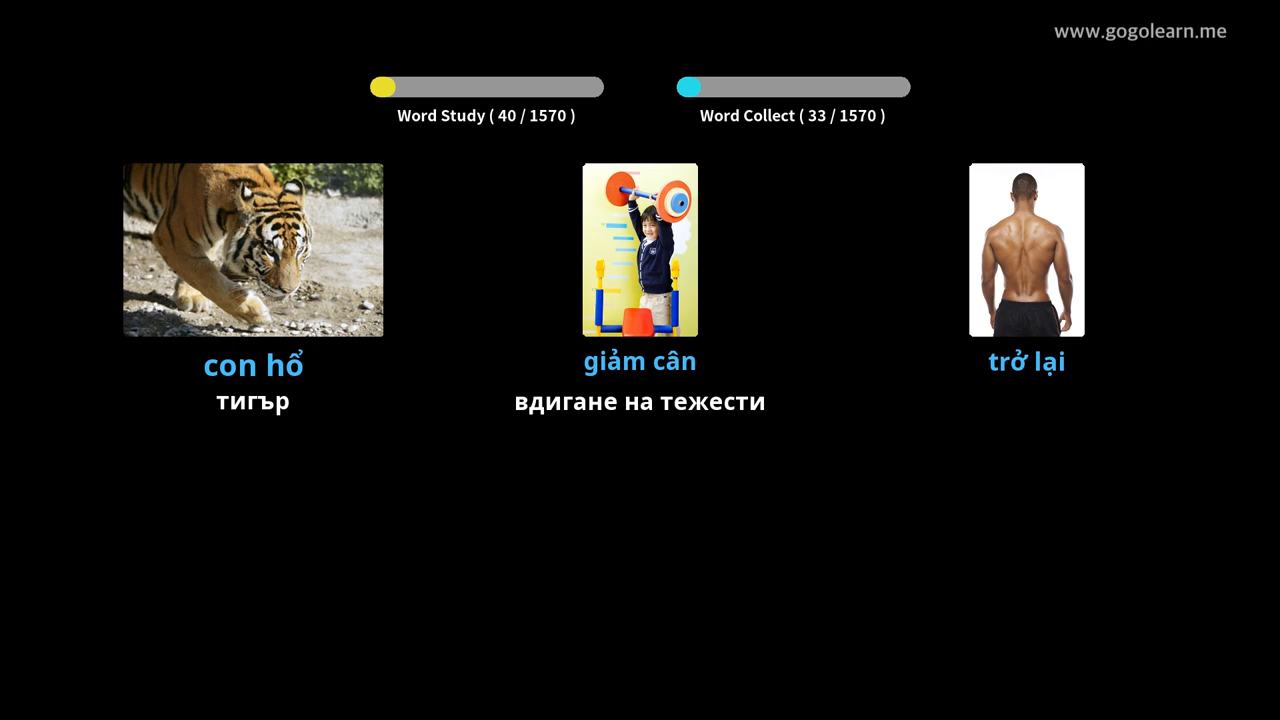 www.gogolearn.me
Word Study ( 40 / 1570 )
Word Collect ( 33 / 1570 )
con hổ
тигър
giảm cân
вдигане на тежести
trở lại